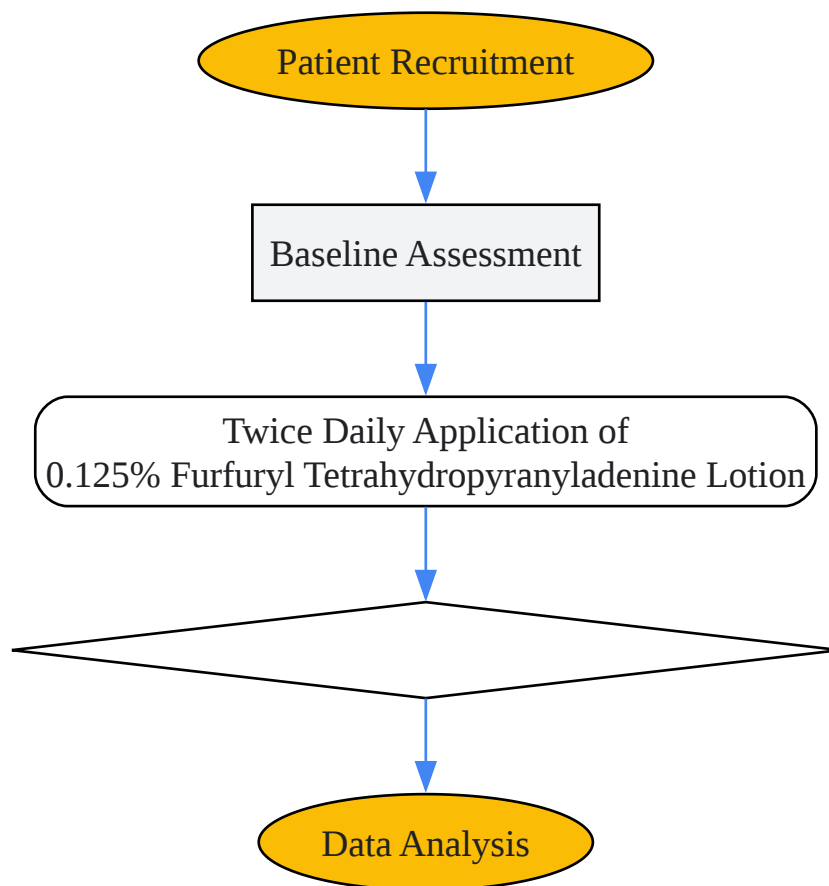 Patient Recruitment
Baseline Assessment
Twice Daily Application of
0.125% Furfuryl Tetrahydropyranyladenine Lotion
Data Analysis